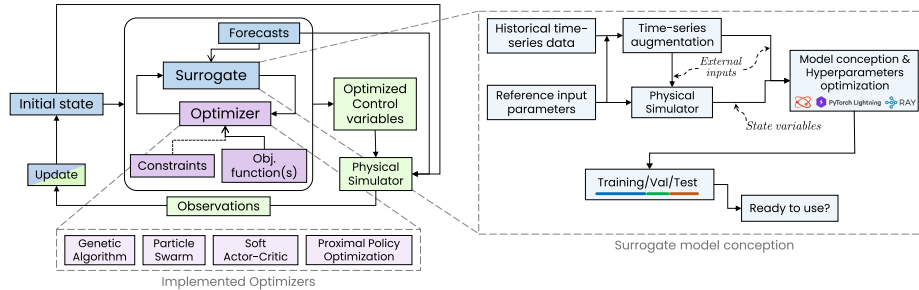 Forecasts
Surrogate
Initial state
Optimizer
Optimized
Control
variables
Constraints
Obj.
function(s)
Physical
Simulator
Update
Observations
Genetic
Algorithm
Particle
Swarm
Soft
Actor-Critic
Proximal Policy
Optimization
Implemented Optimizers
Historical time-
series data
Time-series
augmentation
External
inputs
Model conception &
Hyperparameters
optimization
PyTorch Lightning
RAY
Reference input
parameters
Physical
Simulator
State variables
Training/Val/Test
Ready to use?
Surrogate model conception